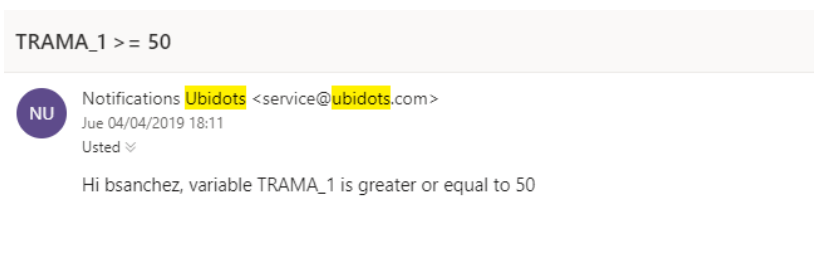 TRAMA_1 >= 50
NU
Notifications Ubidots <service@ubidots.com>
Jue 04/04/2019 18:11
Usted
Hi bsanchez, variable TRAMA_1 is greater or equal to 50